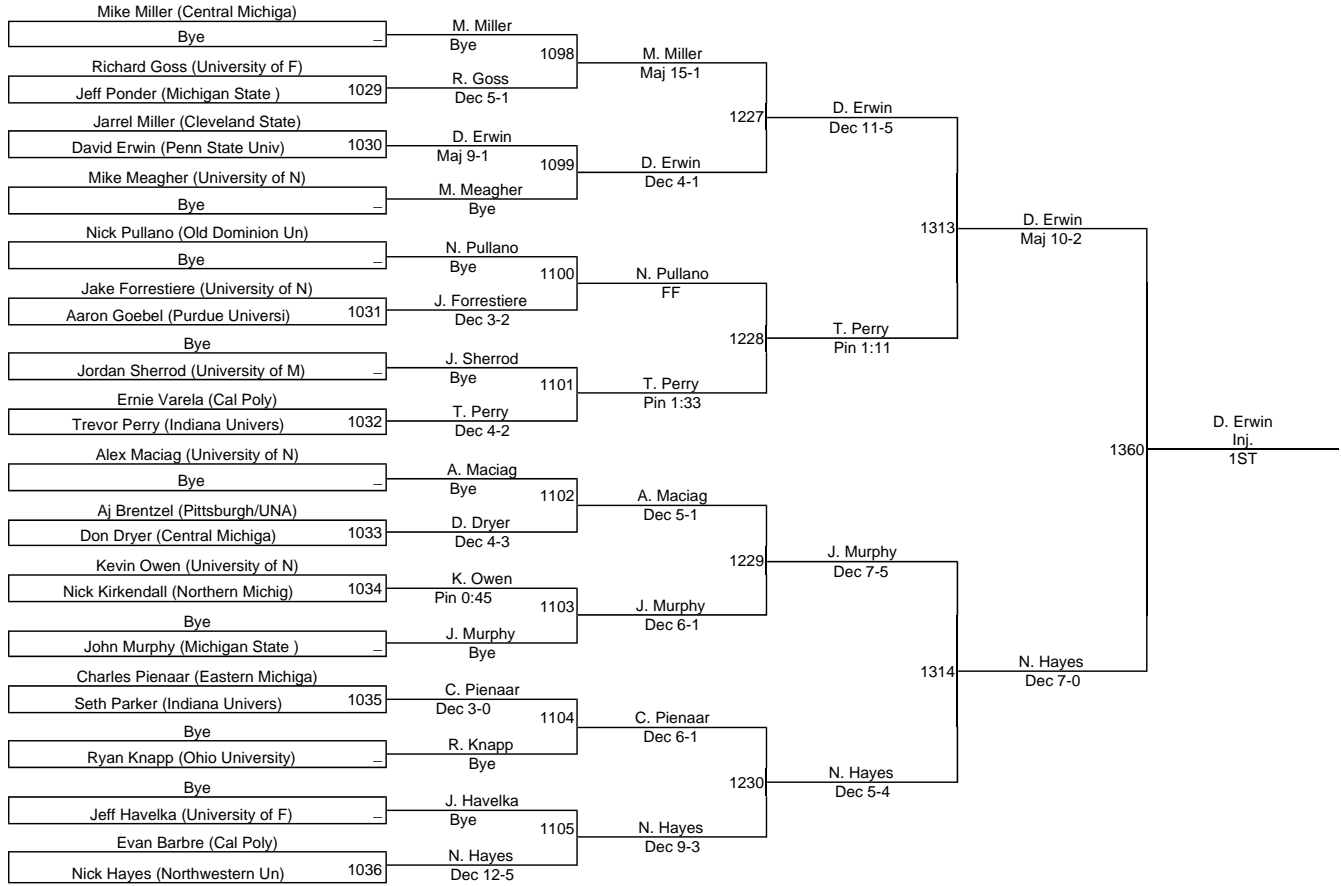 Mike Miller (Central Michiga)
Bye _
Richard Goss (University of F)
Jeff Ponder (Michigan State ) 1029
Jarrel Miller (Cleveland State)
David Erwin (Penn State Univ) 1030
Mike Meagher (University of N)
Bye _
Nick Pullano (Old Dominion Un)
Bye _
Jake Forrestiere (University of N)
Aaron Goebel (Purdue Universi) 1031
Bye
Jordan Sherrod (University of M) _
Ernie Varela (Cal Poly)
Trevor Perry (Indiana Univers) 1032
Alex Maciag (University of N)
Bye _
Aj Brentzel (Pittsburgh/UNA)
Don Dryer (Central Michiga) 1033
Kevin Owen (University of N)
Nick Kirkendall (Northern Michig) 1034
Bye
John Murphy (Michigan State ) _
Charles Pienaar (Eastern Michiga)
Seth Parker (Indiana Univers) 1035
Bye
Ryan Knapp (Ohio University) _
Bye
Jeff Havelka (University of F) _
Evan Barbre (Cal Poly)
Nick Hayes (Northwestern Un) 1036
M. Miller
Bye
1098
R. Goss
Dec 5-1
D. Erwin
Maj 9-1
1099
M. Meagher
Bye
N. Pullano
Bye
1100
J. Forrestiere
Dec 3-2
J. Sherrod
Bye
1101
T. Perry
Dec 4-2
A. Maciag
Bye
1102
D. Dryer
Dec 4-3
K. Owen
Pin 0:45
1103
J. Murphy
Bye
C. Pienaar
Dec 3-0
1104
R. Knapp
Bye
J. Havelka
Bye
1105
N. Hayes
Dec 12-5
M. Miller
Maj 15-1
1227
D. Erwin
Dec 4-1
N. Pullano
FF
1228
T. Perry
Pin 1:33
A. Maciag
Dec 5-1
1229
J. Murphy
Dec 6-1
C. Pienaar
Dec 6-1
1230
N. Hayes
Dec 9-3
D. Erwin
Dec 11-5
1313
T. Perry
Pin 1:11
J. Murphy
Dec 7-5
1314
N. Hayes
Dec 5-4
D. Erwin
Maj 10-2
1360
N. Hayes
Dec 7-0
D. Erwin
Inj.
1ST